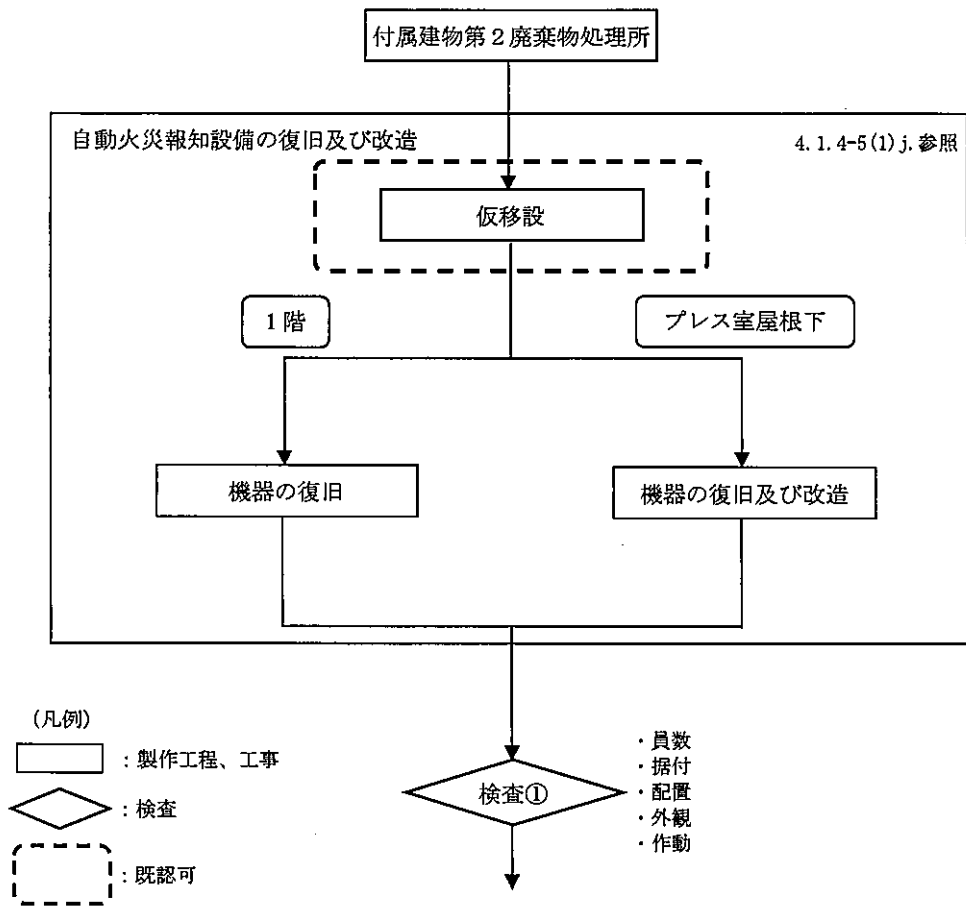 付属建物第2廃棄物処理所
自動火災報知設備の復旧及び改造
4.1.4-5(1)j.参照
仮移設
1階
プレス室屋根下
機器の復旧
機器の復旧及び改造
検査①
・員数
・据付
・配置
・外観
・作動
(凡例)
：製作工程、工事
：検査
：既認可